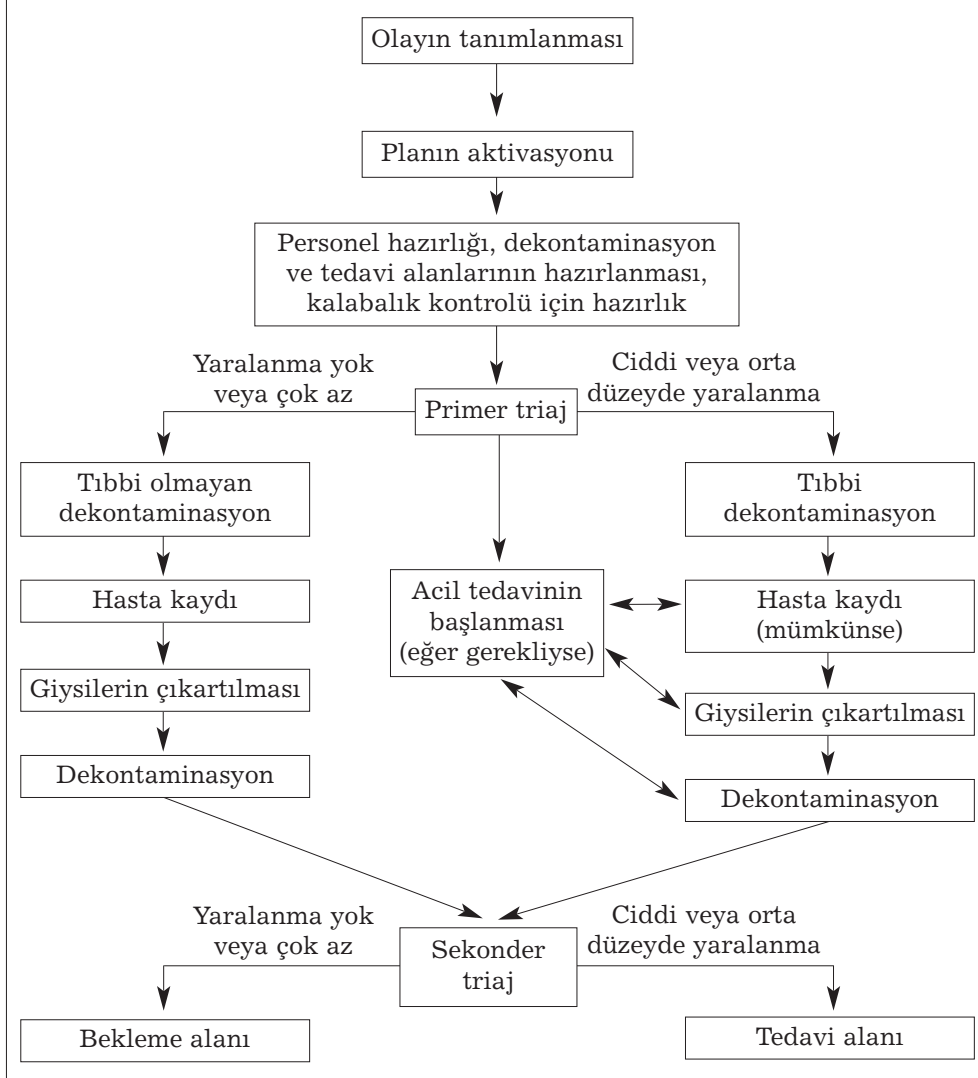 Olayın tanımlanması
Planın aktivasyonu
Personel hazırlığı, dekontaminasyon
ve tedavi alanlarının hazırlanması,
kalabalık kontrolü için hazırlık
Yaralanma yok
veya çok az
Ciddi veya orta
düzeyde yaralanma
Primer triaj
Tıbbi olmayan
dekontaminasyon
Tıbbi
dekontaminasyon
Hasta kaydı
Acil tedavinin
başlanması
(eğer gerekliyse)
Hasta kaydı
(mümkünse)
Giysilerin çıkartılması
Giysilerin çıkartılması
Dekontaminasyon
Dekontaminasyon
Yaralanma yok
veya çok az
Ciddi veya orta
düzeyde yaralanma
Sekonder
triaj
Bekleme alanı
Tedavi alanı